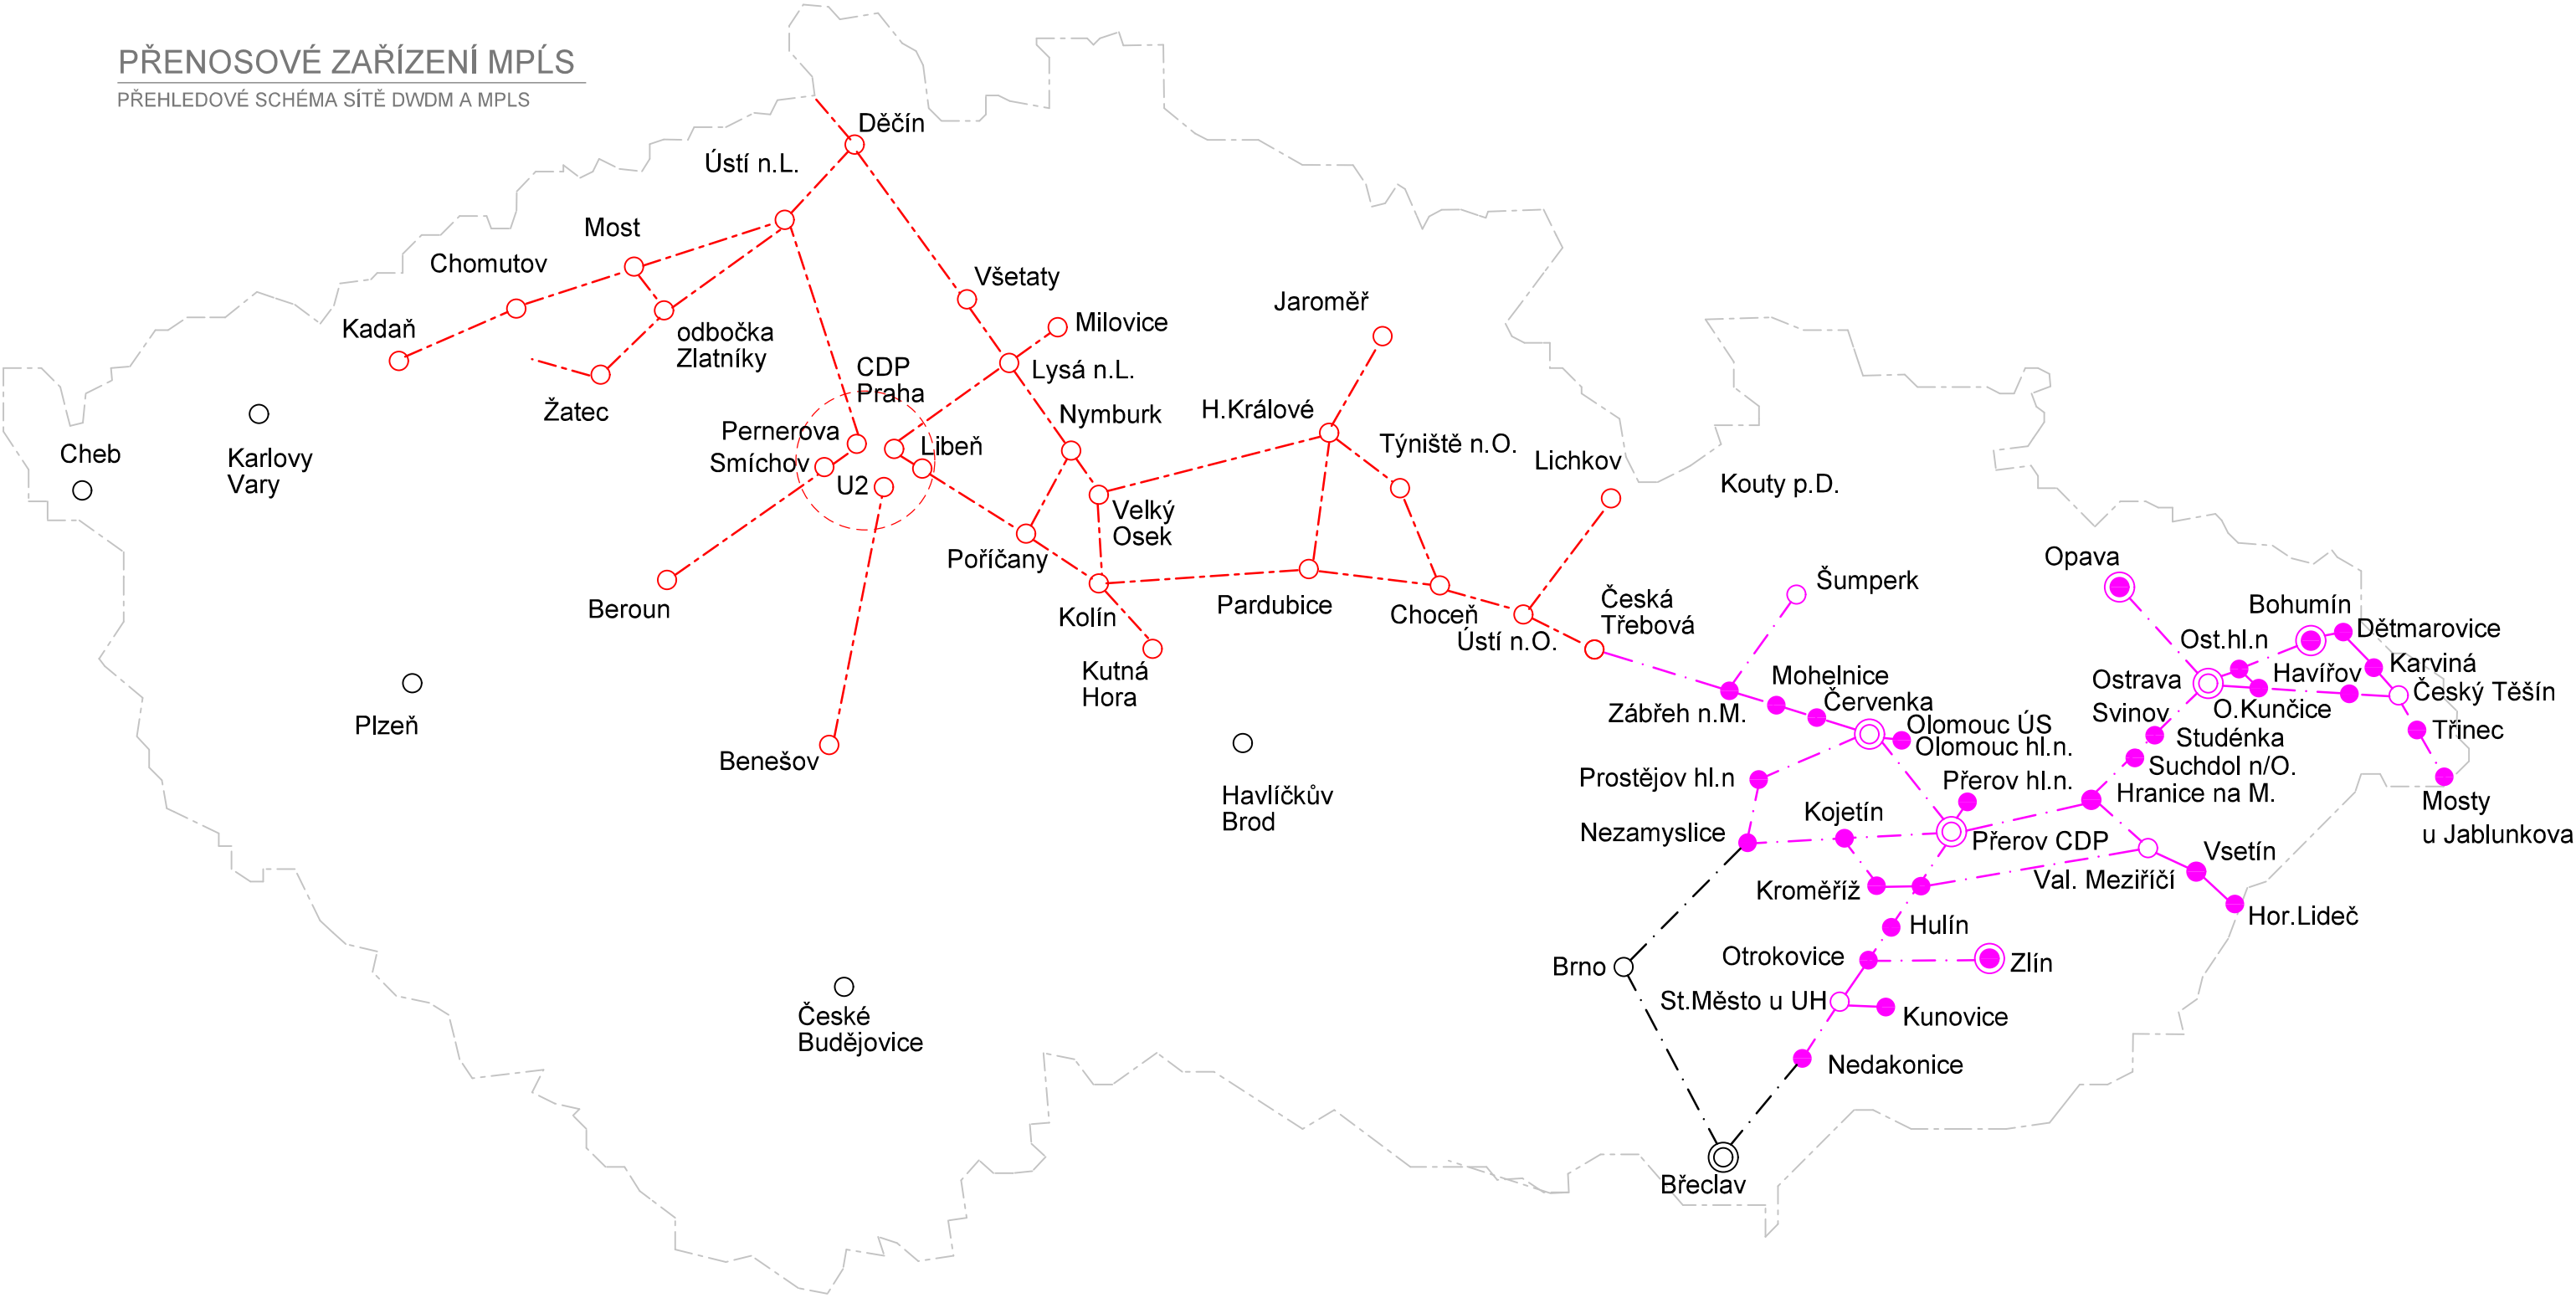 PŘENOSOVÉ ZAŘÍZENÍ MPĹS
PŘEHLEDOVÉ SCHÉMA SÍTĚ DWDM A MPLS
Děčín
Ústí n.L.
Most
Chomutov
Kadaň
odbočka
Zlatníky
Žatec
Všetaty
Milovice
Lysá n.L.
CDP
Praha
Nymburk
Pernerova
Libeň
Smíchov
U2
Jaroměř
H.Králové
Týniště n.O.
Lichkov
Kouty p.D.
Cheb
Karlovy
Vary
Velký
Osek
Poříčany
Beroun
Kolín
Pardubice
Choceň
Ústí n.O.
Česká
Třebová
Šumperk
Opava
Bohumín
Dětmarovice
Ost.hl.n
Karviná
Havířov
Ostrava
Svinov
Český Těšín
O.Kunčice
Třinec
Studénka
Suchdol n/O.
Hranice na M.
Mosty
u Jablunkova
Kutná
Hora
Plzeň
Benešov
Havlíčkův
Brod
Mohelnice
Červenka
Zábřeh n.M.
Olomouc ÚS
Olomouc hl.n.
Prostějov hl.n
Přerov hl.n.
Kojetín
Nezamyslice
Přerov CDP
Vsetín
Kroměříž
Val. Meziříčí
Hor.Lideč
Hulín
Otrokovice
Zlín
Brno
St.Město u UH
Kunovice
Nedakonice
České
Budějovice
Břeclav